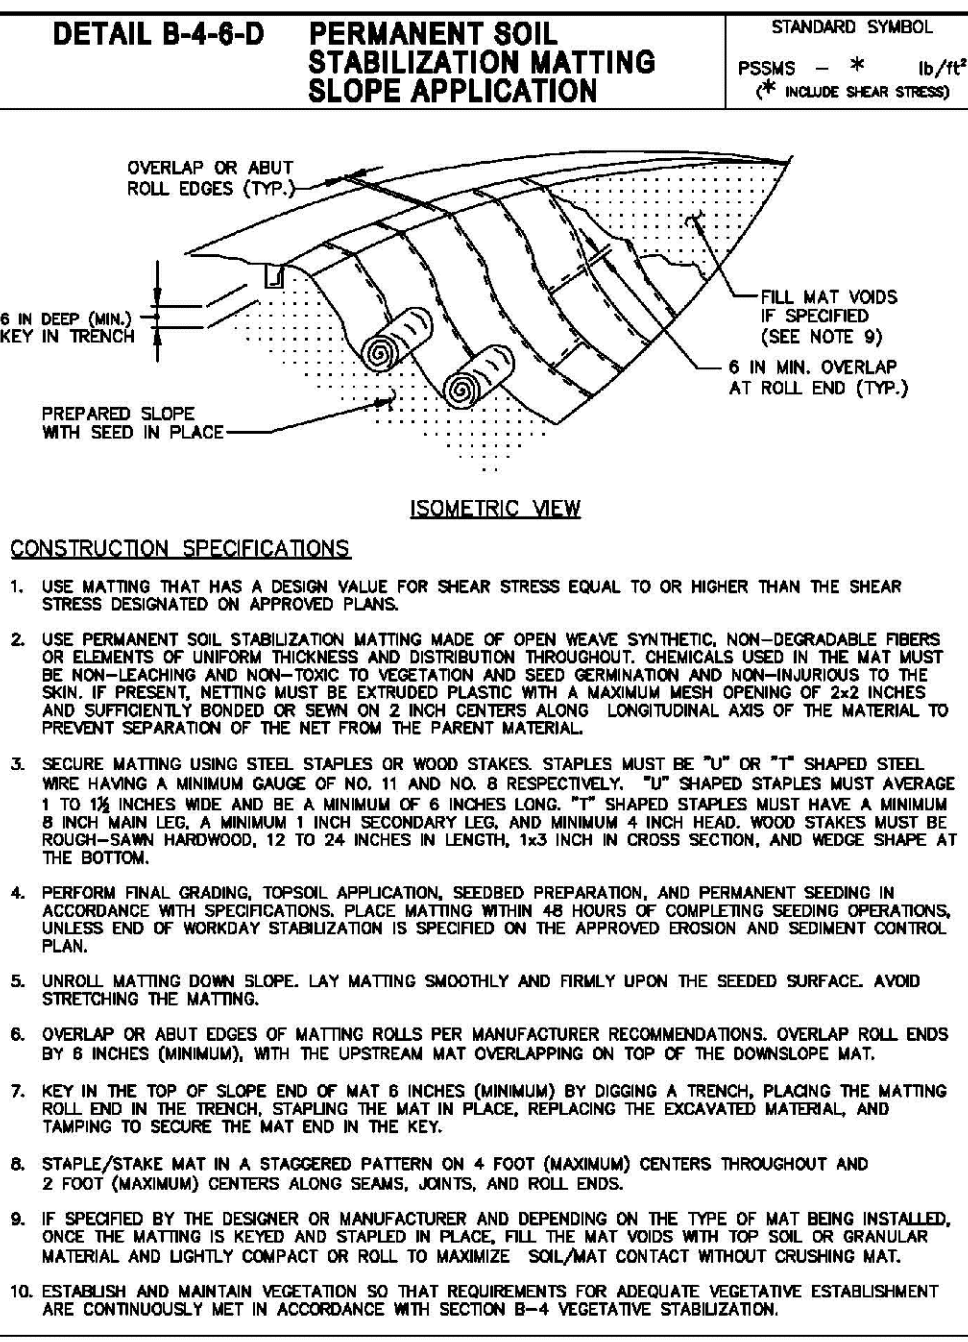 DETAIL B-4-6-D
PERMANENT SOIL
STABILIZATION MATTING
SLOPE APPLICATION
STANDARD SYMBOL
PSSMS - * lb/ft²
(* INCLUDE SHEAR STRESS)
OVERLAP OR ABUT
ROLL EDGES (TYP.)
6 IN DEEP (MIN.)
KEY IN TRENCH
PREPARED SLOPE
WITH SEED IN PLACE
FILL MAT VOIDS
IF SPECIFIED
(SEE NOTE 9)
6 IN MIN. OVERLAP
AT ROLL END (TYP.)
ISOMETRIC VIEW
CONSTRUCTION SPECIFICATIONS
1. USE MATTING THAT HAS A DESIGN VALUE FOR SHEAR STRESS EQUAL TO OR HIGHER THAN THE SHEAR
STRESS DESIGNATED ON APPROVED PLANS.
2. USE PERMANENT SOIL STABILIZATION MATTING MADE OF OPEN WEAVE SYNTHETIC, NON-DEGRADABLE FIBERS
OR ELEMENTS OF UNIFORM THICKNESS AND DISTRIBUTION THROUGHOUT. CHEMICALS USED IN THE MAT MUST
BE NON-LEACHING AND NON-TOXIC TO VEGETATION AND SEED GERMINATION AND NON-INJURIOUS TO THE
SKIN. IF PRESENT, NETTING MUST BE EXTRUDED PLASTIC WITH A MAXIMUM MESH OPENING OF 2x2 INCHES
AND SUFFICIENTLY BONDED OR SEWN ON 2 INCH CENTERS ALONG LONGITUDINAL AXIS OF THE MATERIAL TO
PREVENT SEPARATION OF THE NET FROM THE PARENT MATERIAL.
3. SECURE MATTING USING STEEL STAPLES OR WOOD STAKES. STAPLES MUST BE "U" OR "T" SHAPED STEEL
WIRE HAVING A MINIMUM GAUGE OF NO. 11 AND NO. 8 RESPECTIVELY. "U" SHAPED STAPLES MUST AVERAGE
1 TO 1½ INCHES WIDE AND BE A MINIMUM OF 6 INCHES LONG. "T" SHAPED STAPLES MUST HAVE A MINIMUM
8 INCH MAIN LEG, A MINIMUM 1 INCH SECONDARY LEG, AND MINIMUM 4 INCH HEAD. WOOD STAKES MUST BE
ROUGH-SAWN HARDWOOD, 12 TO 24 INCHES IN LENGTH, 1x3 INCH IN CROSS SECTION, AND WEDGE SHAPE AT
THE BOTTOM.
4. PERFORM FINAL GRADING, TOPSOIL APPLICATION, SEEDBED PREPARATION, AND PERMANENT SEEDING IN
ACCORDANCE WITH SPECIFICATIONS. PLACE MATTING WITHIN 48 HOURS OF COMPLETING SEEDING OPERATIONS,
UNLESS END OF WORKDAY STABILIZATION IS SPECIFIED ON THE APPROVED EROSION AND SEDIMENT CONTROL
PLAN.
5. UNROLL MATTING DOWN SLOPE. LAY MATTING SMOOTHLY AND FIRMLY UPON THE SEEDED SURFACE. AVOID
STRETCHING THE MATTING.
6. OVERLAP OR ABUT EDGES OF MATTING ROLLS PER MANUFACTURER RECOMMENDATIONS. OVERLAP ROLL ENDS
BY 6 INCHES (MINIMUM), WITH THE UPSTREAM MAT OVERLAPPING ON TOP OF THE DOWNSLOPE MAT.
7. KEY IN THE TOP OF SLOPE END OF MAT 6 INCHES (MINIMUM) BY DIGGING A TRENCH, PLACING THE MATTING
ROLL END IN THE TRENCH, STAPLING THE MAT IN PLACE, REPLACING THE EXCAVATED MATERIAL, AND
TAMPING TO SECURE THE MAT END IN THE KEY.
8. STAPLE/STAKE MAT IN A STAGGERED PATTERN ON 4 FOOT (MAXIMUM) CENTERS THROUGHOUT AND
2 FOOT (MAXIMUM) CENTERS ALONG SEAMS, JOINTS, AND ROLL ENDS.
9. IF SPECIFIED BY THE DESIGNER OR MANUFACTURER AND DEPENDING ON THE TYPE OF MAT BEING INSTALLED,
ONCE THE MATTING IS KEYED AND STAPLED IN PLACE, FILL THE MAT VOIDS WITH TOP SOIL OR GRANULAR
MATERIAL AND LIGHTLY COMPACT OR ROLL TO MAXIMIZE SOIL/MAT CONTACT WITHOUT CRUSHING MAT.
10. ESTABLISH AND MAINTAIN VEGETATION SO THAT REQUIREMENTS FOR ADEQUATE VEGETATIVE ESTABLISHMENT
ARE CONTINUOUSLY MET IN ACCORDANCE WITH SECTION B-4 VEGETATIVE STABILIZATION.